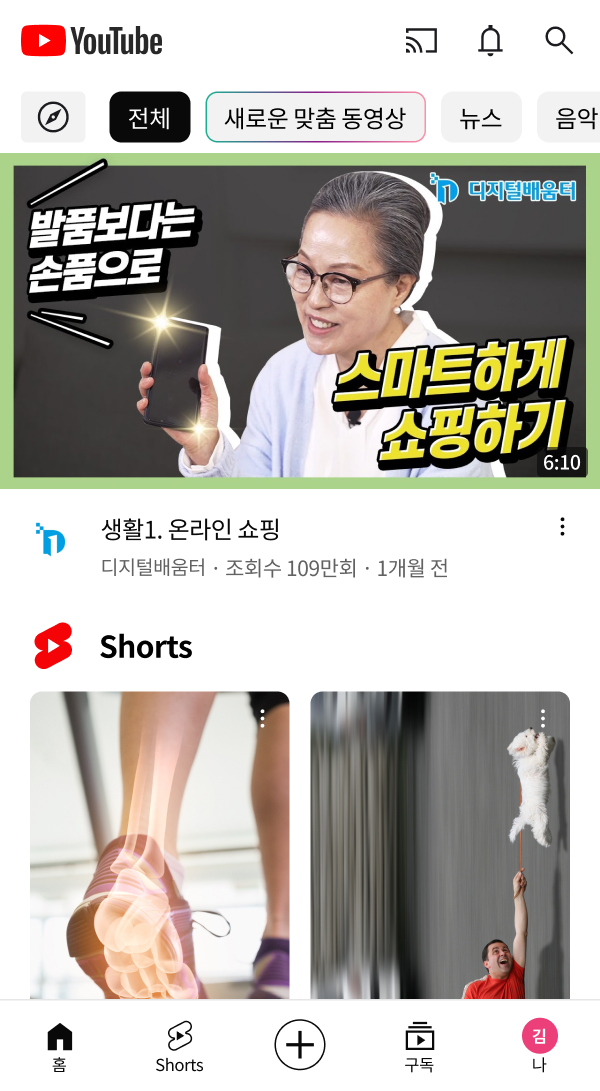 YouTube
전체
새로운 맞춤 동영상
뉴스
음악
디지털배움터
발품보다는
손품으로
스마트하게
쇼핑하기
6:10
생활1. 온라인 쇼핑
디지털배움터 · 조회수 109만회 · 1개월 전
Shorts
홈
Shorts
구독
김
나